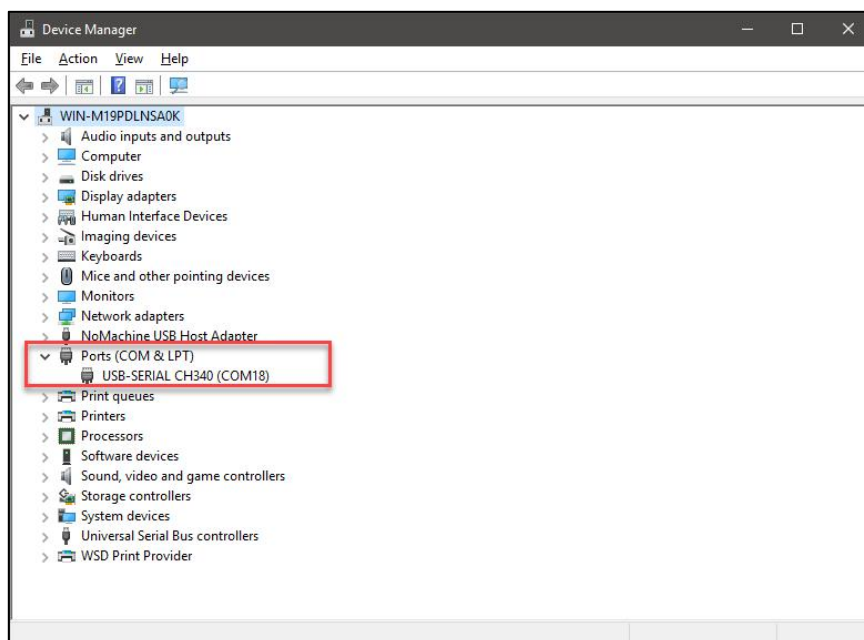 Device Manager
File Action View Help
WIN-M19PDLNSA0K
Audio inputs and outputs
Computer
Disk drives
Display adapters
Human Interface Devices
Imaging devices
Keyboards
Mice and other pointing devices
Monitors
Network adapters
NoMachine USB Host Adapter
Ports (COM & LPT)
USB-SERIAL CH340 (COM18)
Print queues
Printers
Processors
Software devices
Sound, video and game controllers
Storage controllers
System devices
Universal Serial Bus controllers
WSD Print Provider